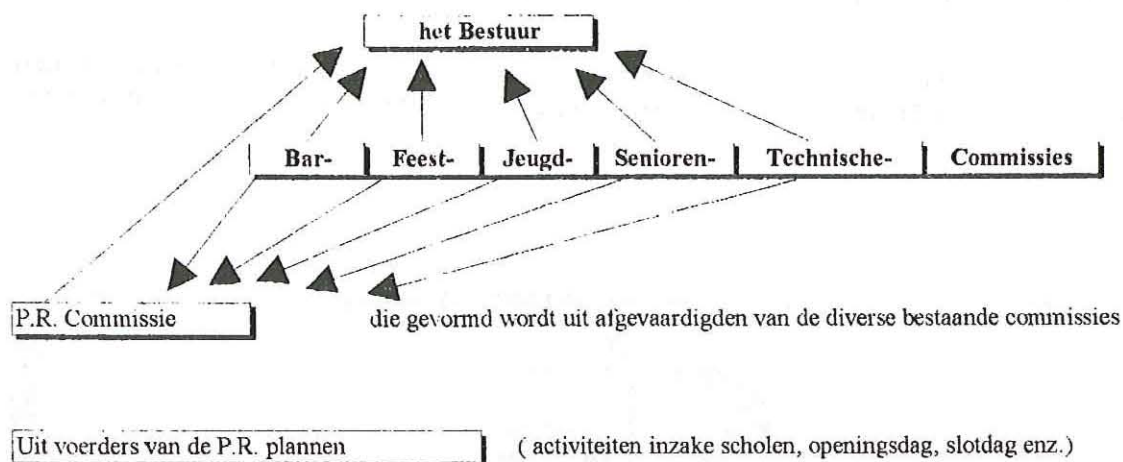 het Bestuur
Bar- Feest- Jeugd- Senioren- Technische- Commissies
P.R. Commissie die gevormd wordt uit afgevaardigden van de diverse bestaande commissies
Uit voerders van de P.R. plannen ( activiteiten inzake scholen, openingsdag, slotdag enz.)